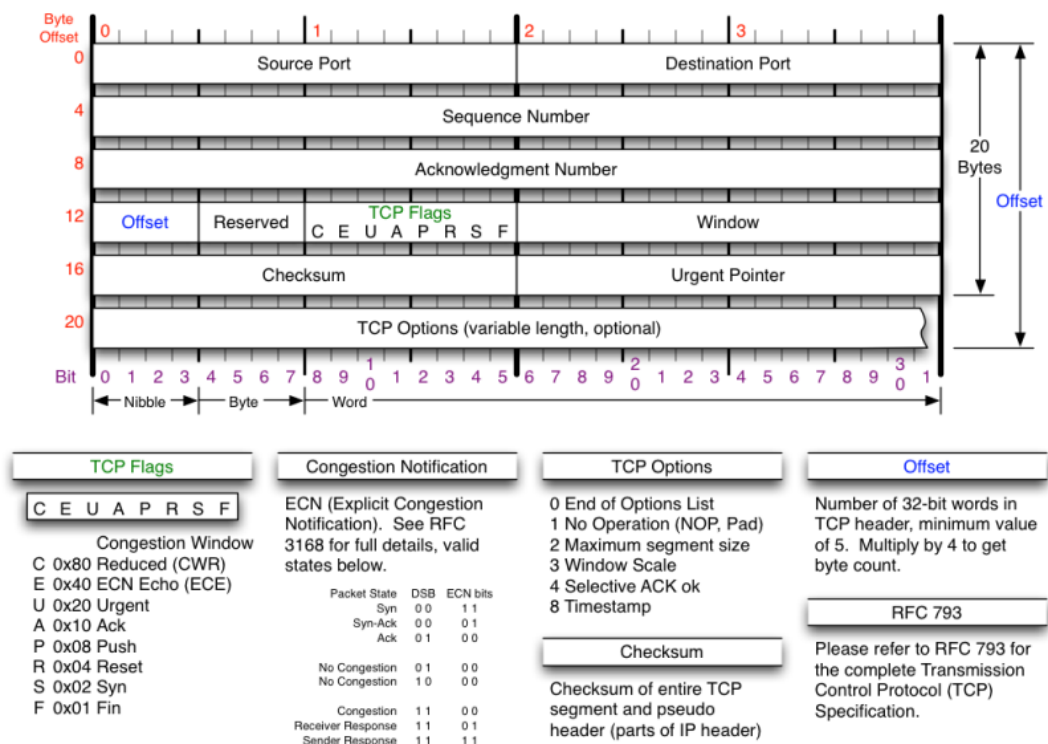 Byte
Offset
0 1 2 3
0 Source Port Destination Port
4 Sequence Number
8 Acknowledgment Number
20
Bytes
Offset
12 Offset Reserved TCP Flags Window
C E U A P R S F
16 Checksum Urgent Pointer
20 TCP Options (variable length, optional)
Bit 0 1 2 3 4 5 6 7 8 9 10 1 2 3 4 5 6 7 8 9 20 1 2 3 4 5 6 7 8 9 30 1
Nibble Byte Word
TCP Flags
C E U A P R S F
Congestion Window
C 0x80 Reduced (CWR)
E 0x40 ECN Echo (ECE)
U 0x20 Urgent
A 0x10 Ack
P 0x08 Push
R 0x04 Reset
S 0x02 Syn
F 0x01 Fin
Congestion Notification
ECN (Explicit Congestion
Notification). See RFC
3168 for full details, valid
states below.
Packet State DSB ECN bits
Syn 0 0 1 1
Syn-Ack 0 0 0 1
Ack 0 1 0 0
No Congestion 0 1 0 0
No Congestion 1 0 0 0
Congestion 1 1 0 0
Receiver Response 1 1 0 1
Sender Response 1 1 1 1
TCP Options
0 End of Options List
1 No Operation (NOP, Pad)
2 Maximum segment size
3 Window Scale
4 Selective ACK ok
8 Timestamp
Checksum
Checksum of entire TCP
segment and pseudo
header (parts of IP header)
Offset
Number of 32-bit words in
TCP header, minimum value
of 5. Multiply by 4 to get
byte count.
RFC 793
Please refer to RFC 793 for
the complete Transmission
Control Protocol (TCP)
Specification.